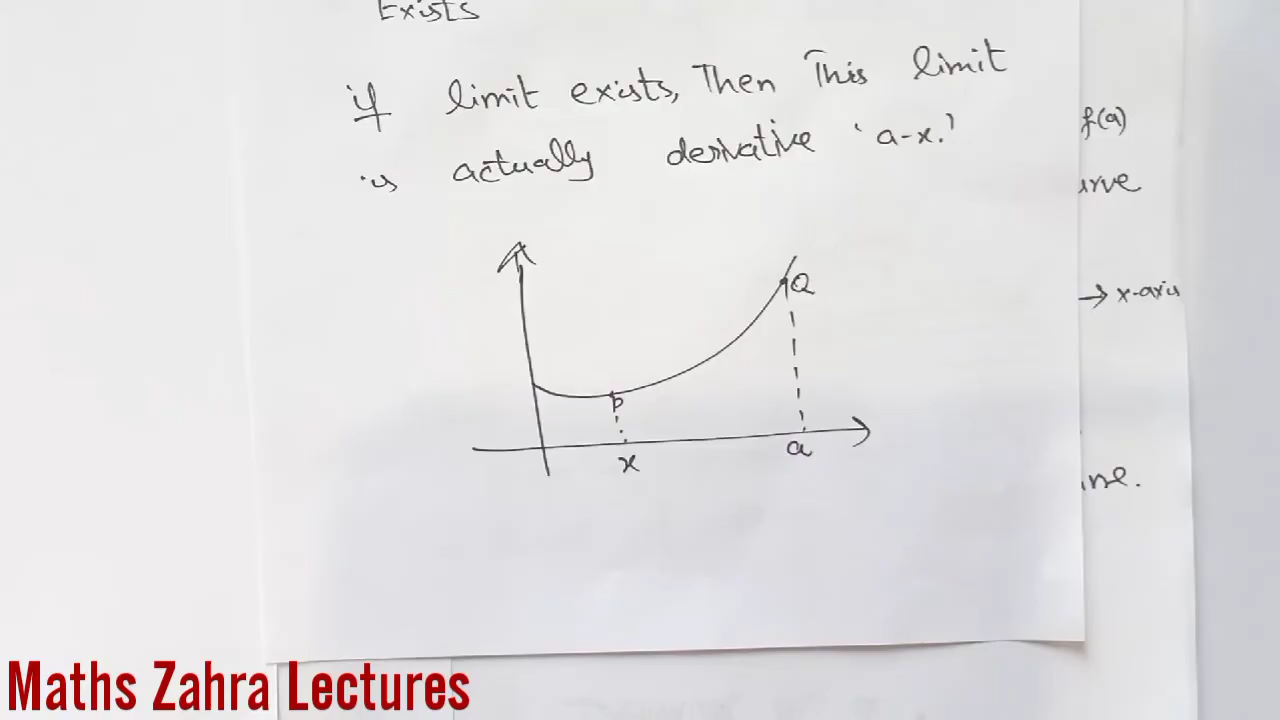 Exists
if limit exists, Then This limit
is actually derivative 'a-x.'
f(a)
urve
→ x-axis
Q
P
x
a
ine.
Maths Zahra Lectures